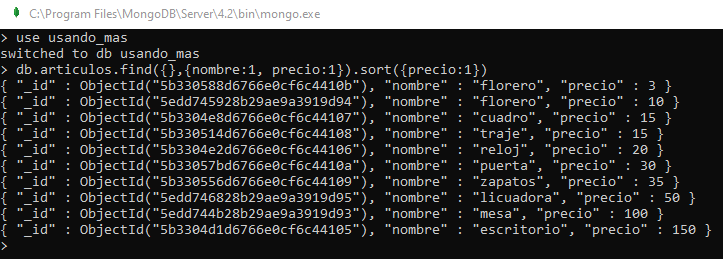 C:\Program Files\MongoDB\Server\4.2\bin\mongo.exe
> use usando_mas
switched to db usando_mas
> db.articulos.find({},{nombre:1, precio:1}).sort({precio:1})
{ "_id" : ObjectId("5b330588d6766e0cf6c4410b"), "nombre" : "florero", "precio" : 3 }
{ "_id" : ObjectId("5edd745928b29ae9a3919d94"), "nombre" : "florero", "precio" : 10 }
{ "_id" : ObjectId("5b3304e8d6766e0cf6c44107"), "nombre" : "cuadro", "precio" : 15 }
{ "_id" : ObjectId("5b330514d6766e0cf6c44108"), "nombre" : "traje", "precio" : 15 }
{ "_id" : ObjectId("5b3304e2d6766e0cf6c44106"), "nombre" : "reloj", "precio" : 20 }
{ "_id" : ObjectId("5b33057bd6766e0cf6c4410a"), "nombre" : "puerta", "precio" : 30 }
{ "_id" : ObjectId("5b330556d6766e0cf6c44109"), "nombre" : "zapatos", "precio" : 35 }
{ "_id" : ObjectId("5edd746828b29ae9a3919d95"), "nombre" : "licuadora", "precio" : 50 }
{ "_id" : ObjectId("5edd744b28b29ae9a3919d93"), "nombre" : "mesa", "precio" : 100 }
{ "_id" : ObjectId("5b3304d1d6766e0cf6c44105"), "nombre" : "escritorio", "precio" : 150 }
>